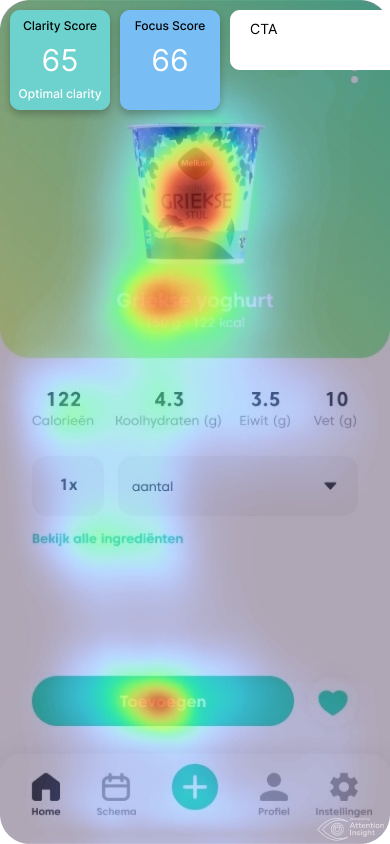 Clarity Score
65
Optimal clarity
Focus Score
66
CTA
Melkan
GRIEKSE
STIJL
Griekse yoghurt
150 g - 122 kcal
122
Calorieën
4.3
Koolhydraten (g)
3.5
Eiwit (g)
10
Vet (g)
1x
aantal
Bekijk alle ingrediënten
Toevoegen
Home
Schema
Profiel
Instellingen
Attention
Insight